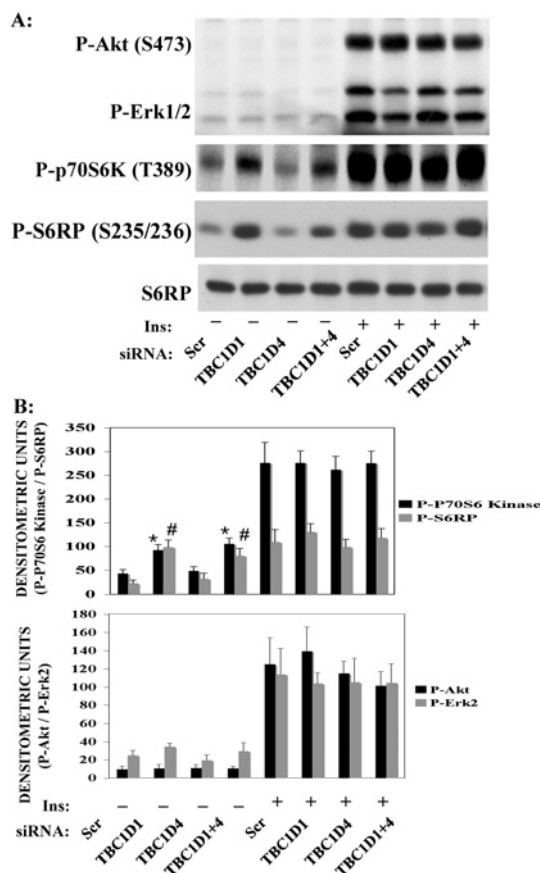 A:
P-Akt (S473)
P-Erk1/2
P-p70S6K (T389)
P-S6RP (S235/236)
S6RP
Ins: – – – – + + + +
siRNA: Scr TBC1D1 TBC1D4 TBC1D1+4 Scr TBC1D1 TBC1D4 TBC1D1+4
B:
DENSITOMETRIC UNITS
(P-P70S6 Kinase / P-S6RP)
350
300
250
200
150
100
50
0
* # * #
P-P70S6 Kinase
P-S6RP
DENSITOMETRIC UNITS
(P-Akt / P-Erk2)
180
160
140
120
100
80
60
40
20
0
P-Akt
P-Erk2
Ins: – – – – + + + +
siRNA: Scr TBC1D1 TBC1D4 TBC1D1+4 Scr TBC1D1 TBC1D4 TBC1D1+4